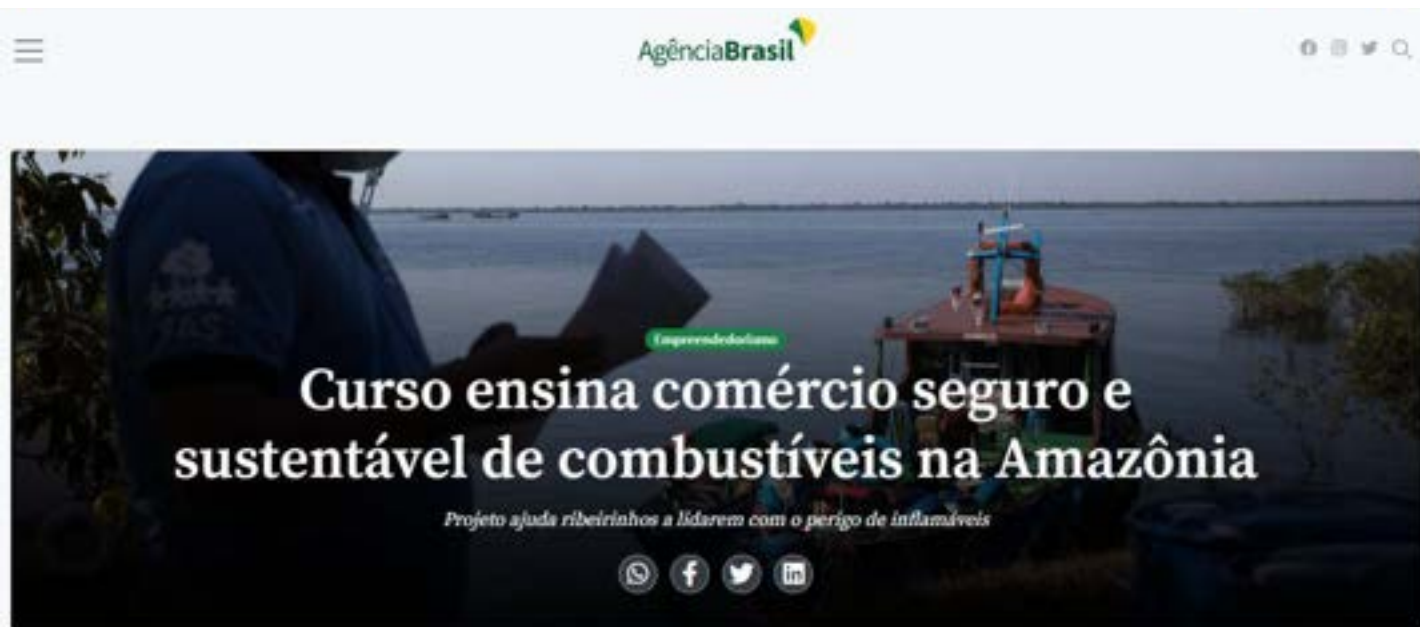 AgênciaBrasil
Empreendedorismo
Curso ensina comércio seguro e
sustentável de combustíveis na Amazônia
Projeto ajuda ribeirinhos a lidarem com o perigo de inflamáveis